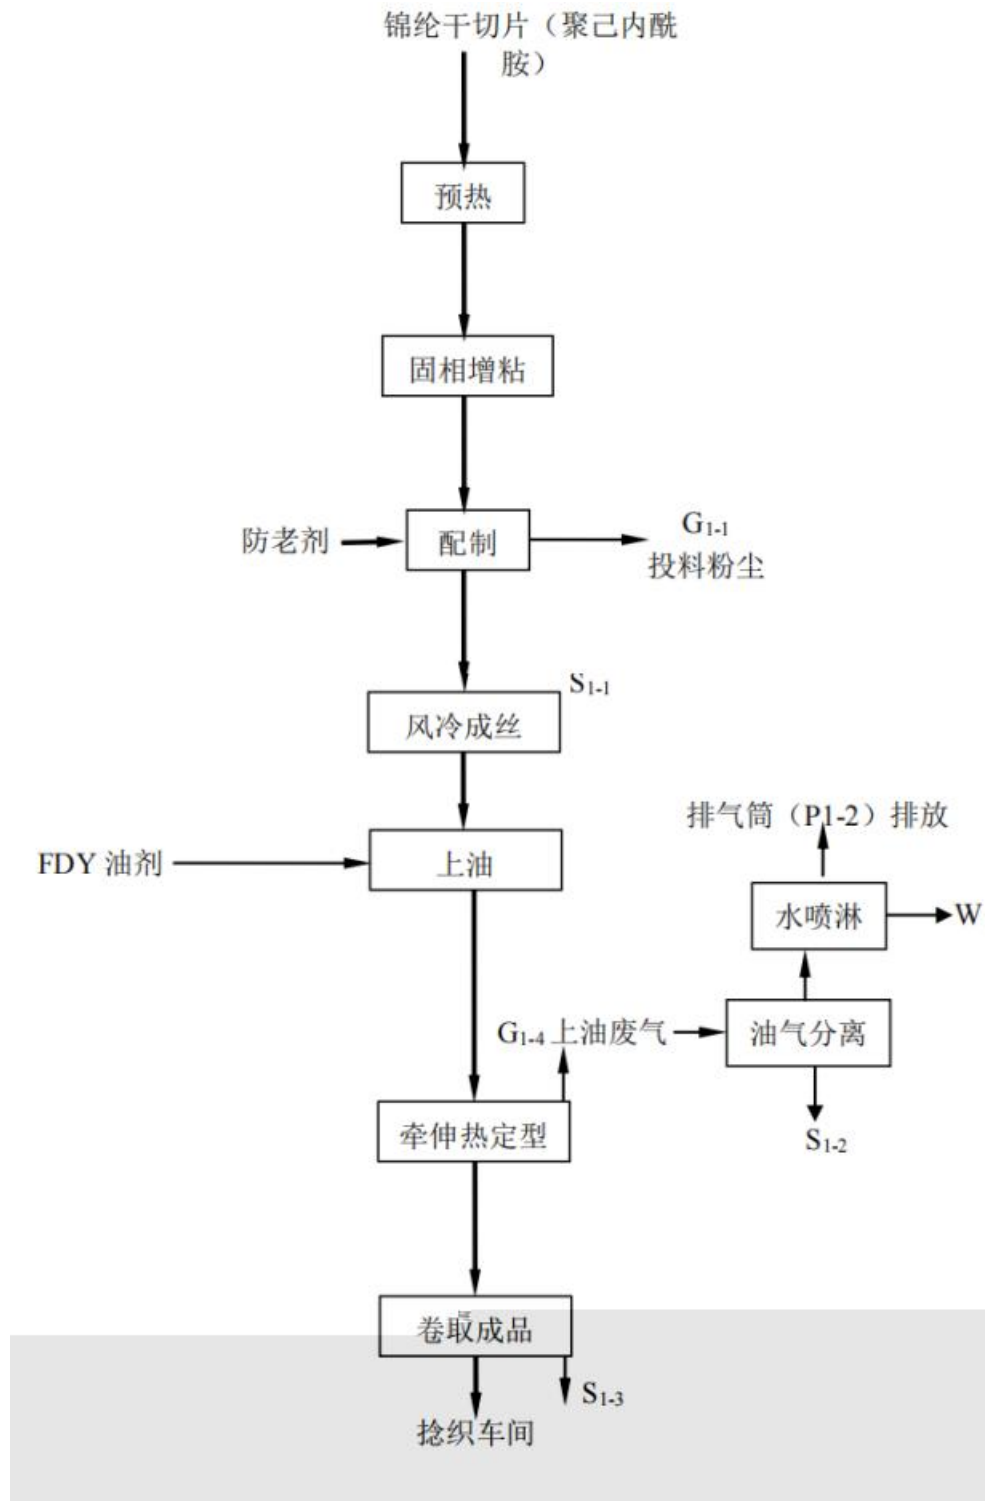 锦纶干切片（聚己内酰
胺）
预热
固相增粘
防老剂
配制
G1-1
投料粉尘
S1-1
风冷成丝
FDY 油剂
上油
排气筒（P1-2）排放
水喷淋
W
G1-4 上油废气
油气分离
S1-2
牵伸热定型
卷取成品
S1-3
捻织车间